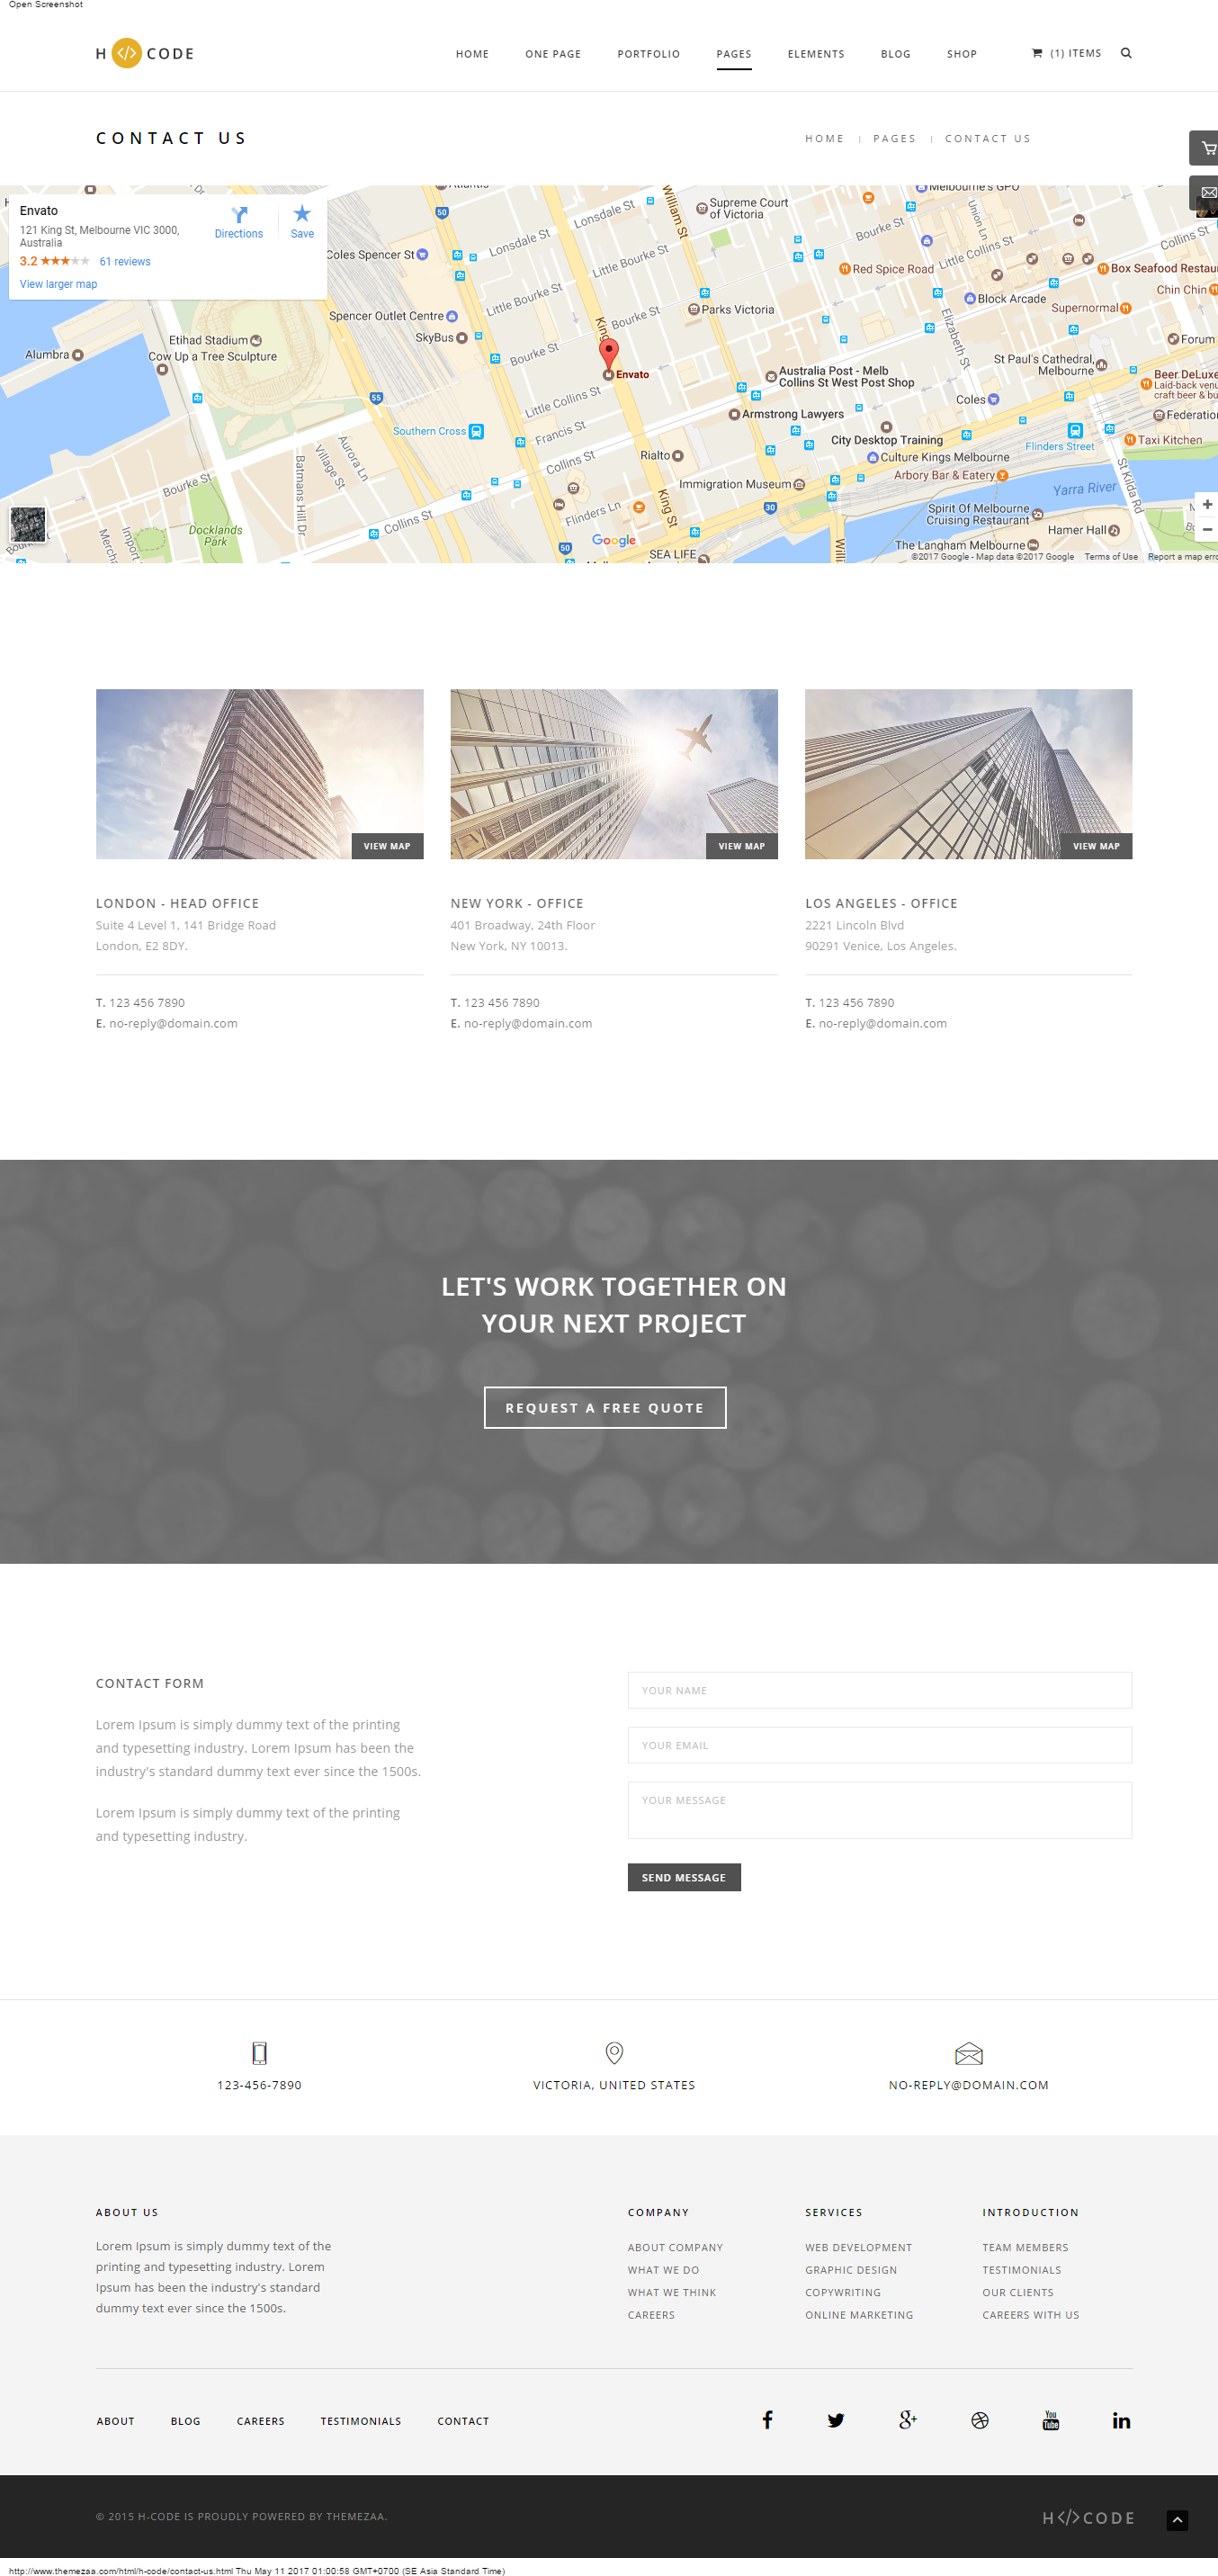 Open Screenshot
H </> CODE
HOME ONE PAGE PORTFOLIO PAGES ELEMENTS BLOG SHOP (1) ITEMS
CONTACT US
HOME | PAGES | CONTACT US
Envato
121 King St, Melbourne VIC 3000,
Australia
3.2 61 reviews
View larger map
Directions Save
Atlantis
Melbourne's GPO
Supreme Court
of Victoria
William St
Lonsdale St
Coles Spencer St
Little Bourke St
Red Spice Road
Bourke St
Little Collins St
Union Ln
Collins St
Box Seafood Restaur
Chin Chin
Block Arcade
Supernormal
Spencer Outlet Centre
Parks Victoria
Bourke St
Elizabeth St
SkyBus
Etihad Stadium
Cow Up a Tree Sculpture
Alumbra
Bourke St
King St
Envato
Forum
St Paul's Cathedral,
Melbourne
Australia Post - Melb
Collins St West Post Shop
Beer DeLuxe
Laid-back venu
craft beer & bu
Coles
Little Collins St
Armstrong Lawyers
Federation
Southern Cross
Francis St
City Desktop Training
Flinders Street
Taxi Kitchen
Aurora Ln
Village St
Batmans Hill Dr
Collins St
Rialto
Culture Kings Melbourne
Arbory Bar & Eatery
St Kilda Rd
Bourke St
Immigration Museum
Yarra River
Flinders Ln
King St
Spirit Of Melbourne
Cruising Restaurant
Docklands
Park
Collins St
Hamer Hall
Google
SEA LIFE
The Langham Melbourne
50
55
30
50
©2017 Google - Map data ©2017 Google Terms of Use Report a map erro
VIEW MAP VIEW MAP VIEW MAP
LONDON - HEAD OFFICE
Suite 4 Level 1, 141 Bridge Road
London, E2 8DY.
T. 123 456 7890
E. no-reply@domain.com
NEW YORK - OFFICE
401 Broadway, 24th Floor
New York, NY 10013.
T. 123 456 7890
E. no-reply@domain.com
LOS ANGELES - OFFICE
2221 Lincoln Blvd
90291 Venice, Los Angeles.
T. 123 456 7890
E. no-reply@domain.com
LET'S WORK TOGETHER ON
YOUR NEXT PROJECT
REQUEST A FREE QUOTE
CONTACT FORM
Lorem Ipsum is simply dummy text of the printing
and typesetting industry. Lorem Ipsum has been the
industry's standard dummy text ever since the 1500s.
Lorem Ipsum is simply dummy text of the printing
and typesetting industry.
YOUR NAME
YOUR EMAIL
YOUR MESSAGE
SEND MESSAGE
123-456-7890
VICTORIA, UNITED STATES
NO-REPLY@DOMAIN.COM
ABOUT US
Lorem Ipsum is simply dummy text of the
printing and typesetting industry. Lorem
Ipsum has been the industry's standard
dummy text ever since the 1500s.
COMPANY
ABOUT COMPANY
WHAT WE DO
WHAT WE THINK
CAREERS
SERVICES
WEB DEVELOPMENT
GRAPHIC DESIGN
COPYWRITING
ONLINE MARKETING
INTRODUCTION
TEAM MEMBERS
TESTIMONIALS
OUR CLIENTS
CAREERS WITH US
ABOUT BLOG CAREERS TESTIMONIALS CONTACT
You Tube
© 2015 H-CODE IS PROUDLY POWERED BY THEMEZAA.
H</>CODE
http://www.themezaa.com/html/h-code/contact-us.html Thu May 11 2017 01:00:58 GMT+0700 (SE Asia Standard Time)